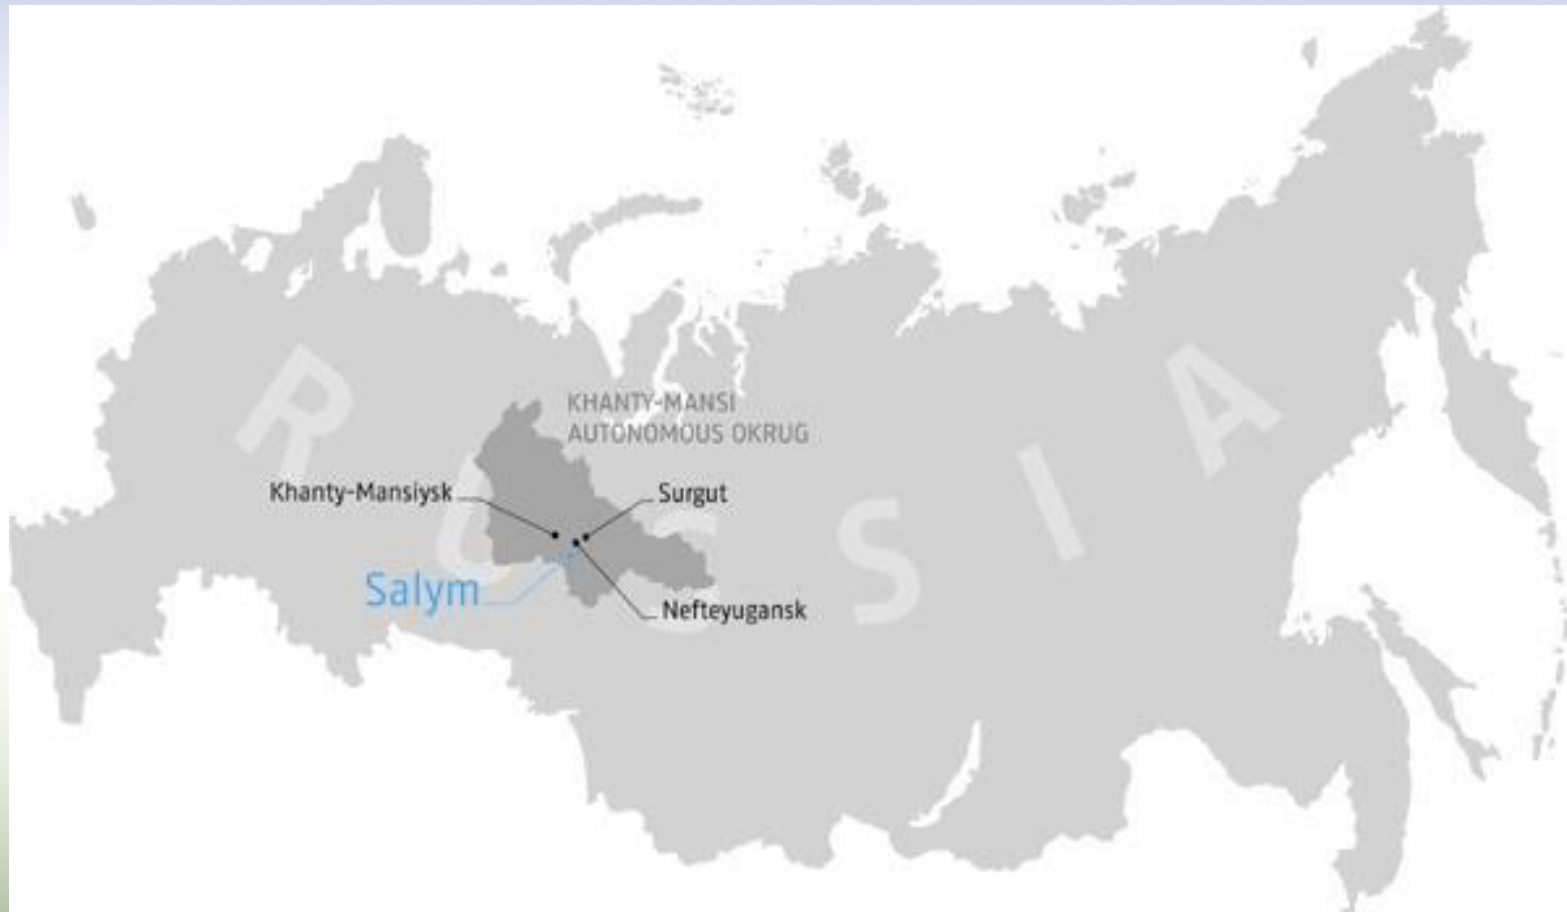 RUSSIA
KHANTY-MANSI
AUTONOMOUS OKRUG
Khanty-Mansiysk
Surgut
Salym
Nefteyugansk